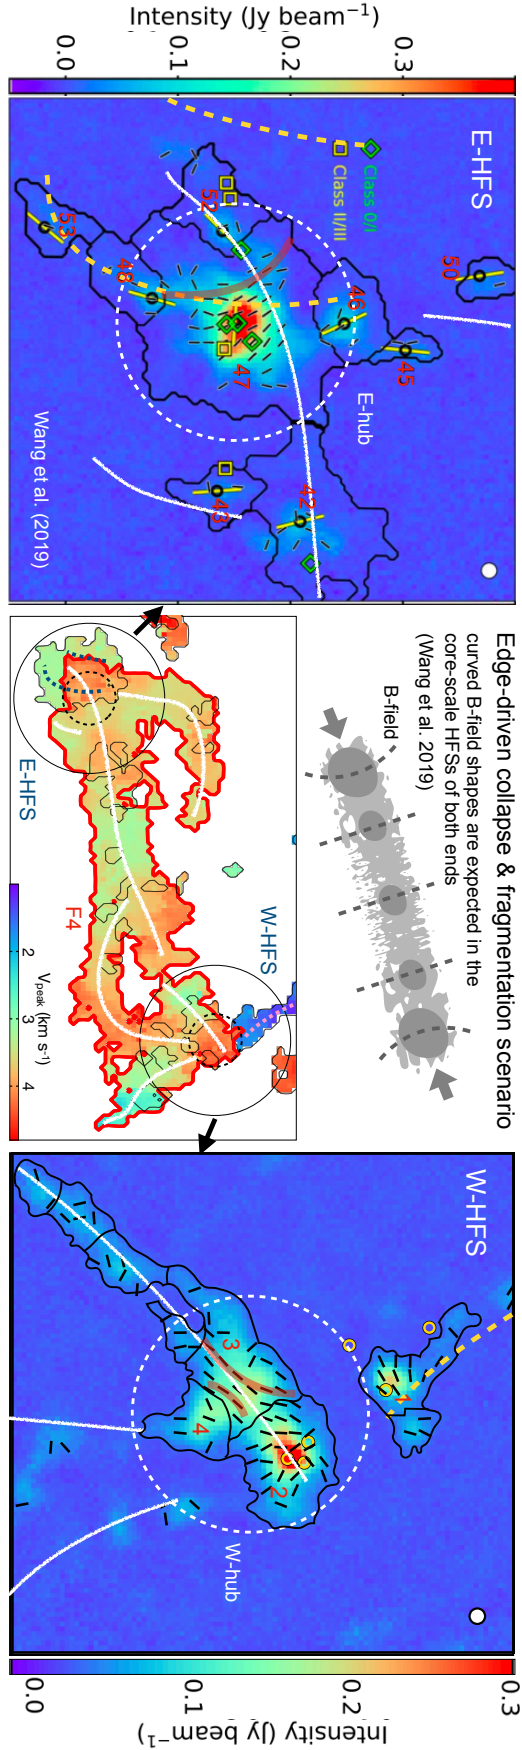 Intensity (Jy beam⁻¹)
0.0
0.1
0.2
0.3
E-HFS
Class 0/I
Class II/III
50
45
46
E-hub
52
53
48
47
42
43
Wang et al. (2019)
Edge-driven collapse & fragmentation scenario
curved B-field shapes are expected in the
core-scale HFSs of both ends
(Wang et al. 2019)
B-field
W-HFS
E-HFS
F4
2
3
4
Vpeak (km s⁻¹)
W-HFS
1
2
3
4
W-hub
0.0
0.1
0.2
0.3
Intensity (Jy beam⁻¹)